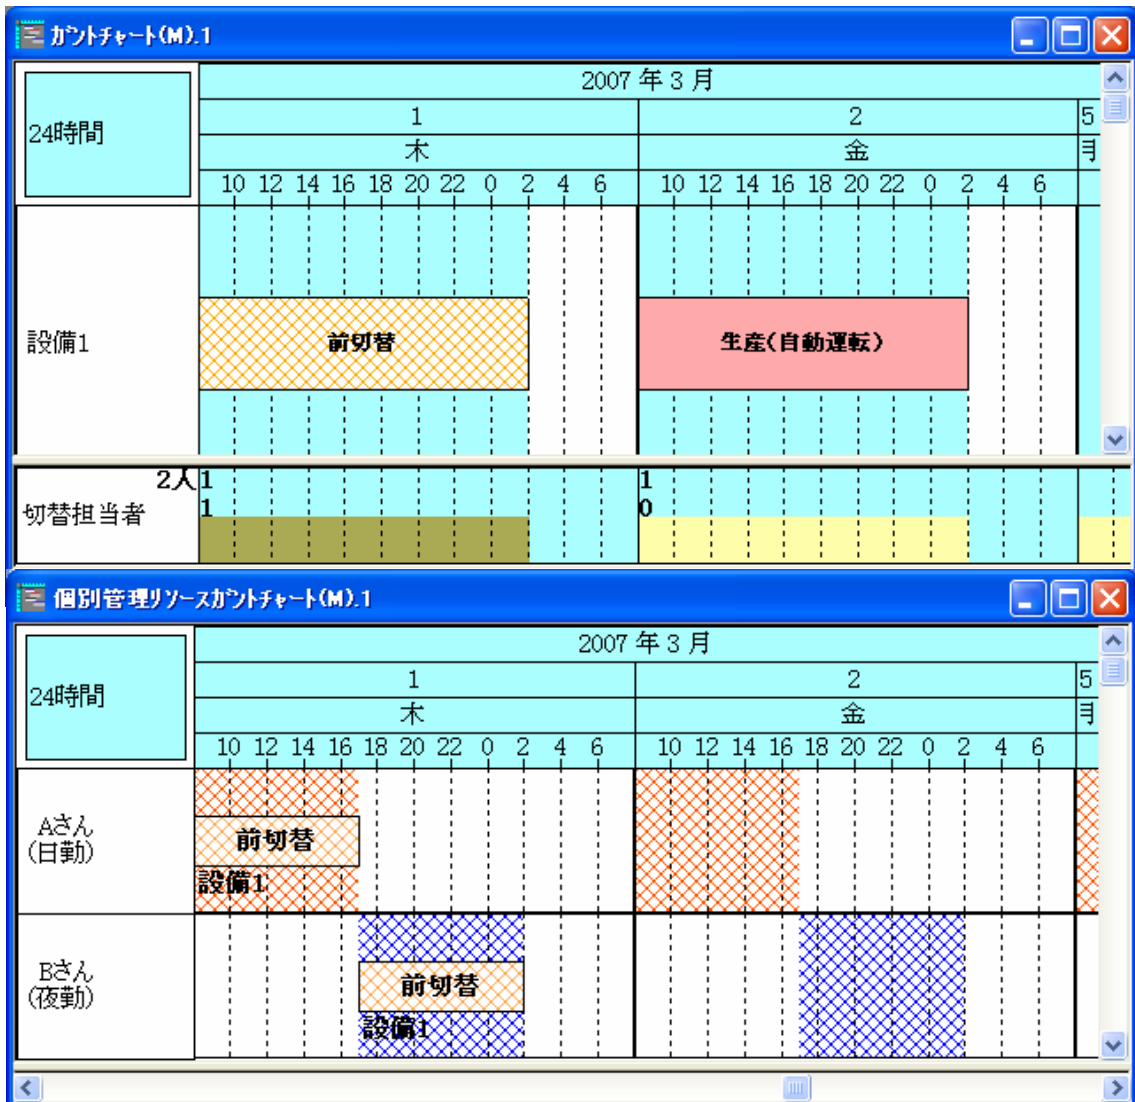 ガントチャート(M).1
24時間
2007 年 3 月
1 2 5
木 金 月
10 12 14 16 18 20 22 0 2 4 6 10 12 14 16 18 20 22 0 2 4 6
設備1
前切替
生産(自動運転)
2人 1 1
切替担当者 1 0
個別管理リソースガントチャート(M).1
24時間
2007 年 3 月
1 2 5
木 金 月
10 12 14 16 18 20 22 0 2 4 6 10 12 14 16 18 20 22 0 2 4 6
Aさん
(日勤)
前切替
設備1
Bさん
(夜勤)
前切替
設備1